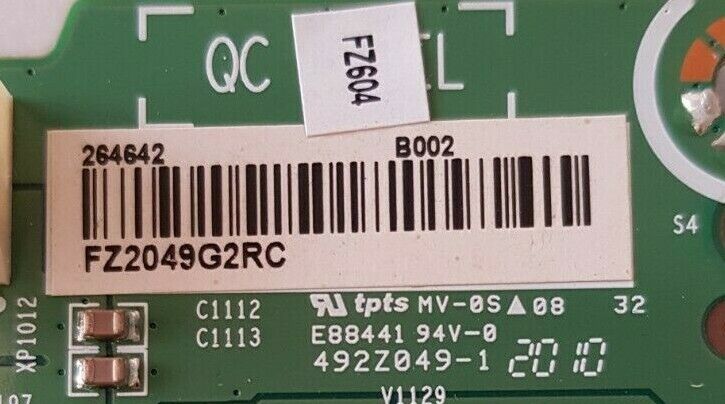 QC
FZ604
264642 B002
FZ2049G2RC
S4
XP1012
C1112
C1113
tpts MV-0S▲08 32
E88441 94V-0
492Z049-1 2010
V1129